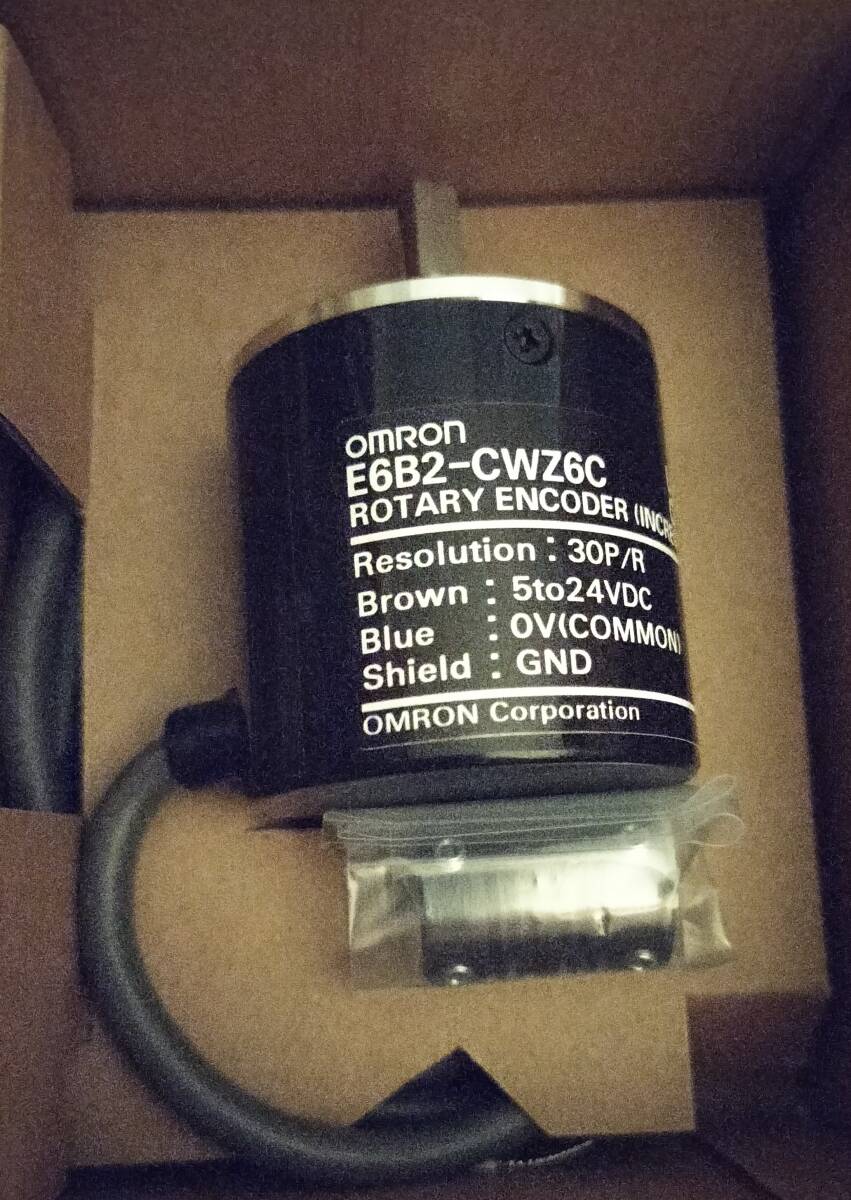 OMRON
E6B2-CWZ6C
ROTARY ENCODER
Resolution : 30P/R
Brown : 5to24VDC
Blue : 0V(COMMON)
Shield : GND
OMRON Corporation